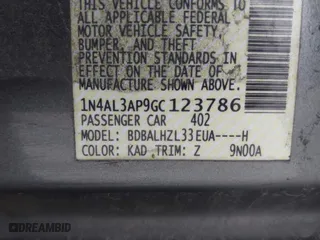 THIS VEHICLE CONFORMS TO ALL
APPLICABLE FEDERAL
MOTOR VEHICLE SAFETY,
BUMPER, AND THEFT
PREVENTION STANDARDS IN
EFFECT ON THE DATE OF
MANUFACTURE SHOWN ABOVE.
1N4AL3AP9GC123786
PASSENGER CAR 402
MODEL: BDBALHZL33EUA----H
COLOR: KAD TRIM: Z 9N00A
DREAMBID